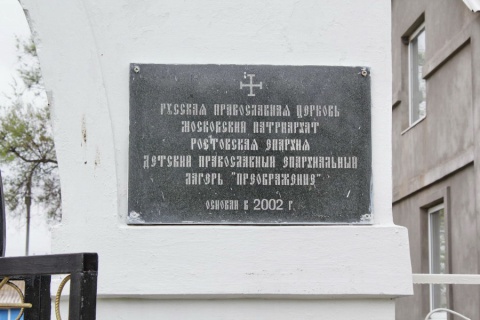 РУССКАЯ ПРАВОСЛАВНАЯ ЦЕРКОВЬ
МОСКОВСКИЙ ПАТРИАРХАТ
РОСТОВСКАЯ ЕПАРХИЯ
ДЕТСКИЙ ПРАВОСЛАВНЫЙ ЕПАРХИАЛЬНЫЙ
ЛАГЕРЬ "ПРЕОБРАЖЕНИЕ"
ОСНОВАН В 2002 Г.